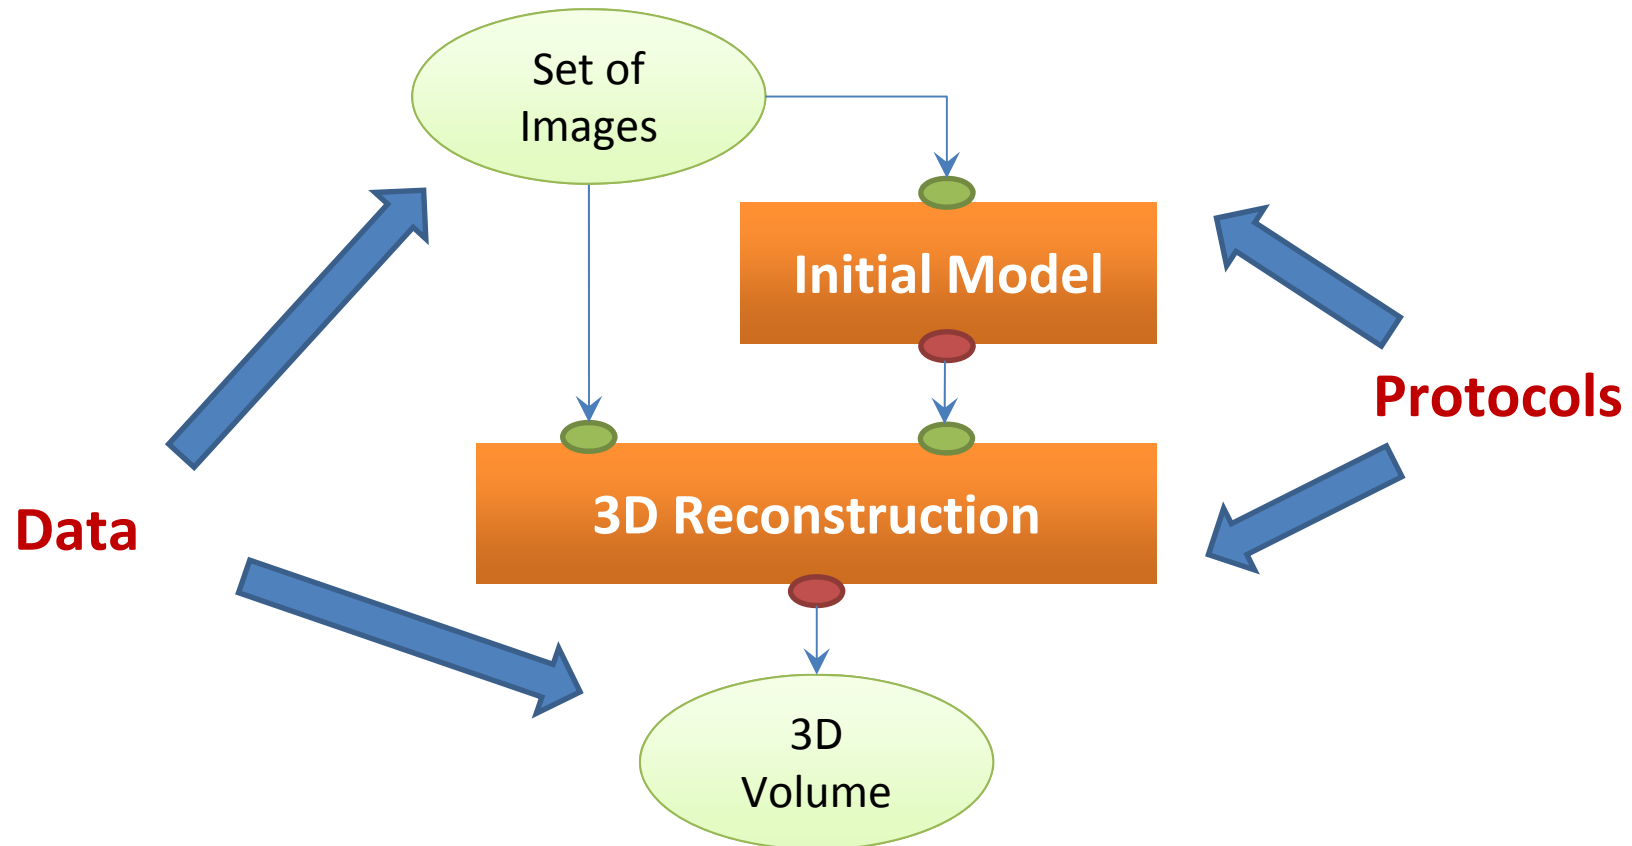 Set of
Images
Initial Model
Protocols
3D Reconstruction
Data
3D
Volume